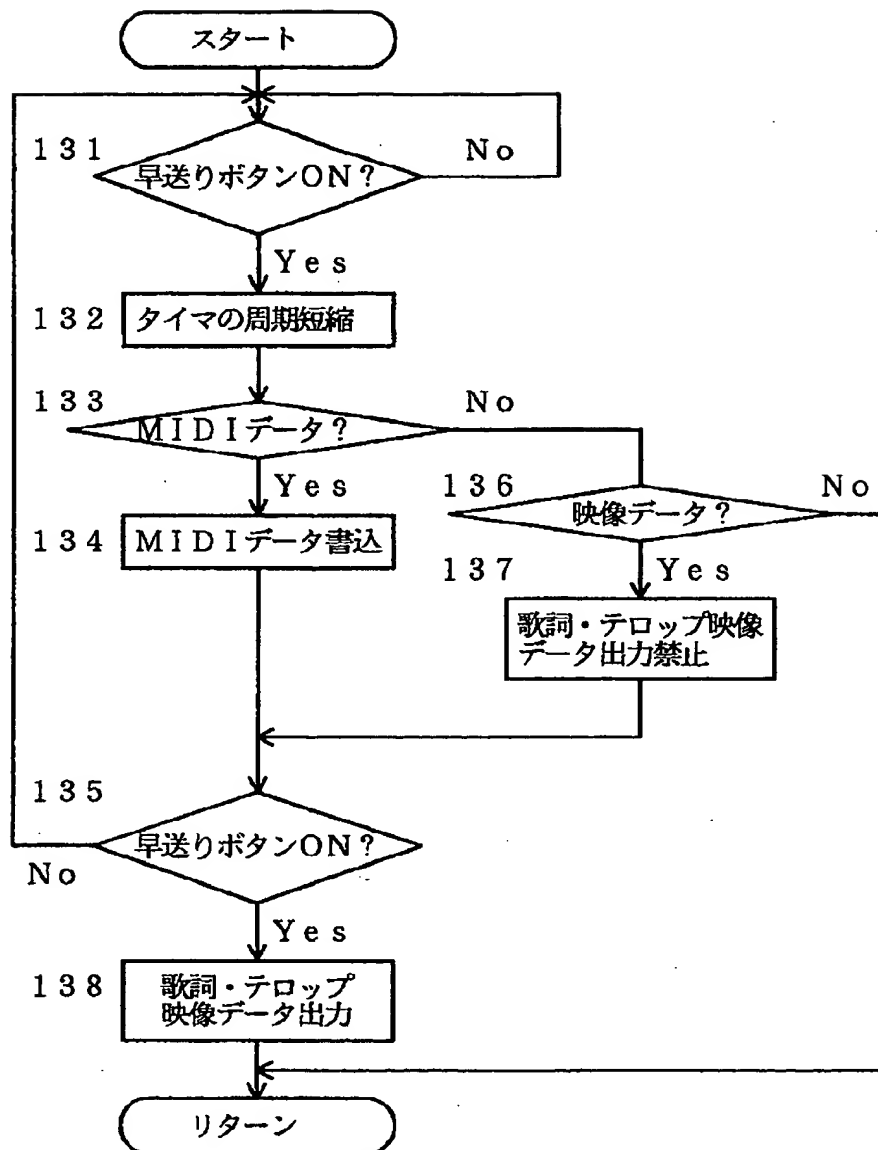 スタート
131
早送りボタンON？
No
Yes
132
タイマの周期短縮
133
MIDIデータ？
No
Yes
134
MIDIデータ書込
136
映像データ？
No
137
Yes
歌詞・テロップ映像
データ出力禁止
135
早送りボタンON？
No
Yes
138
歌詞・テロップ
映像データ出力
リターン